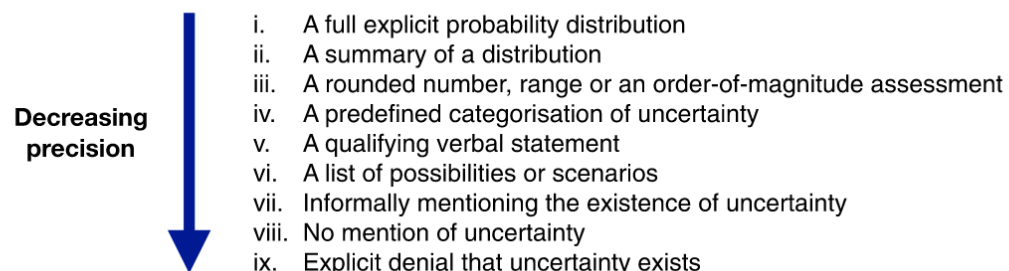 Decreasing
precision
i. A full explicit probability distribution
ii. A summary of a distribution
iii. A rounded number, range or an order-of-magnitude assessment
iv. A predefined categorisation of uncertainty
v. A qualifying verbal statement
vi. A list of possibilities or scenarios
vii. Informally mentioning the existence of uncertainty
viii. No mention of uncertainty
ix. Explicit denial that uncertainty exists